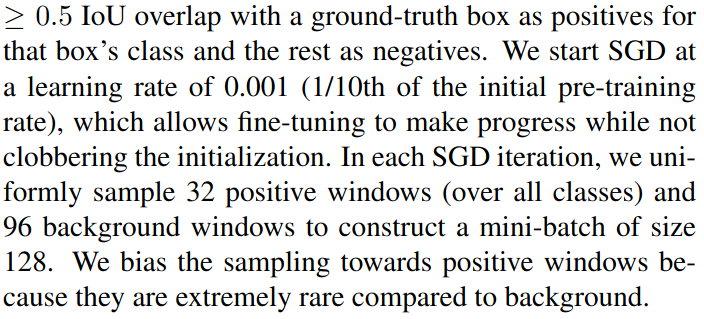 ≥ 0.5 IoU overlap with a ground-truth box as positives for
that box's class and the rest as negatives. We start SGD at
a learning rate of 0.001 (1/10th of the initial pre-training
rate), which allows fine-tuning to make progress while not
clobbering the initialization. In each SGD iteration, we uni-
formly sample 32 positive windows (over all classes) and
96 background windows to construct a mini-batch of size
128. We bias the sampling towards positive windows be-
cause they are extremely rare compared to background.